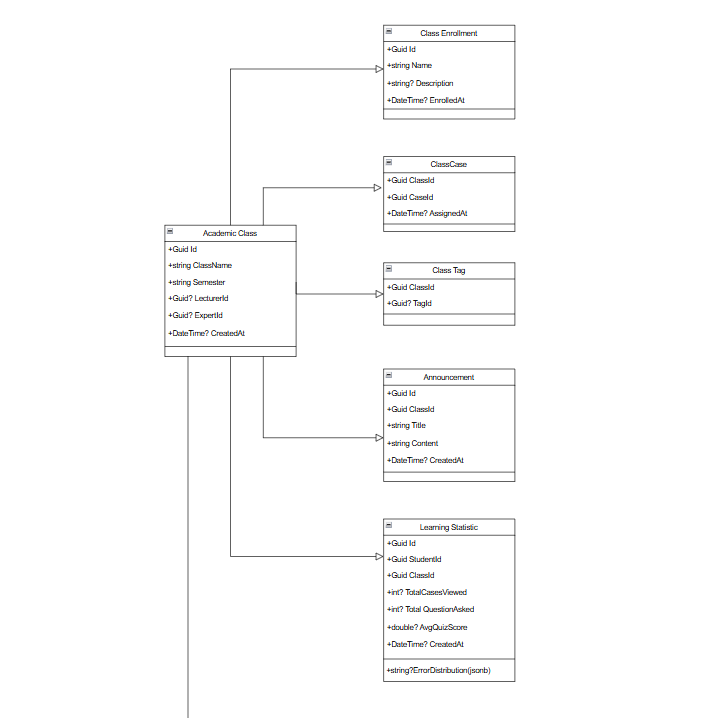 Class Enrollment
+Guid Id
+string Name
+string? Description
+DateTime? EnrolledAt
ClassCase
+Guid ClassId
+Guid CaseId
+DateTime? AssignedAt
Academic Class
+Guid Id
+string ClassName
+string Semester
+Guid? LecturerId
+Guid? ExpertId
+DateTime? CreatedAt
Class Tag
+Guid ClassId
+Guid? TagId
Announcement
+Guid Id
+Guid ClassId
+string Title
+string Content
+DateTime? CreatedAt
Learning Statistic
+Guid Id
+Guid StudentId
+Guid ClassId
+int? TotalCasesViewed
+int? Total QuestionAsked
+double? AvgQuizScore
+DateTime? CreatedAt
+string?ErrorDistribution(jsonb)